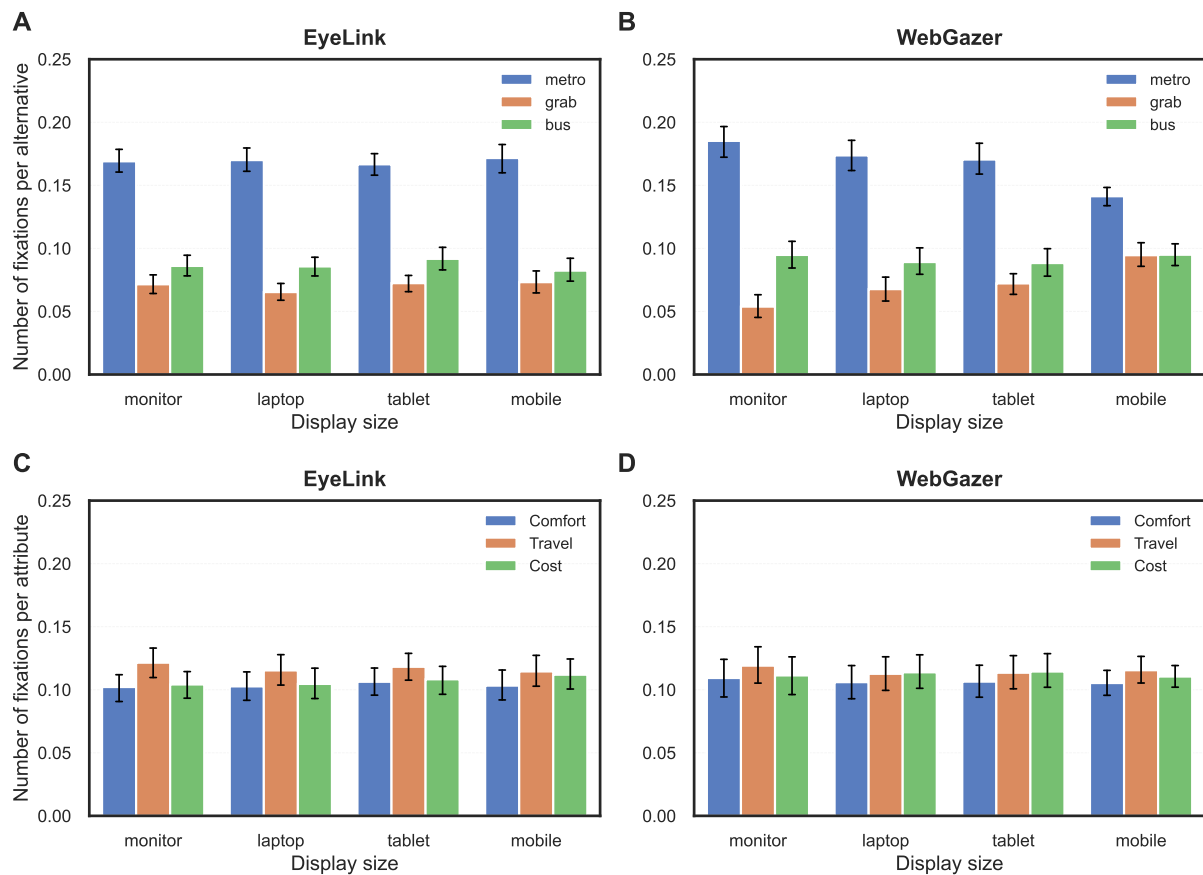 A
EyeLink
Number of fixations per alternative
0.25
0.20
0.15
0.10
0.05
0.00
metro
grab
bus
monitor
laptop
tablet
mobile
Display size
B
WebGazer
0.25
0.20
0.15
0.10
0.05
0.00
metro
grab
bus
monitor
laptop
tablet
mobile
Display size
C
EyeLink
Number of fixations per attribute
0.25
0.20
0.15
0.10
0.05
0.00
Comfort
Travel
Cost
monitor
laptop
tablet
mobile
Display size
D
WebGazer
0.25
0.20
0.15
0.10
0.05
0.00
Comfort
Travel
Cost
monitor
laptop
tablet
mobile
Display size